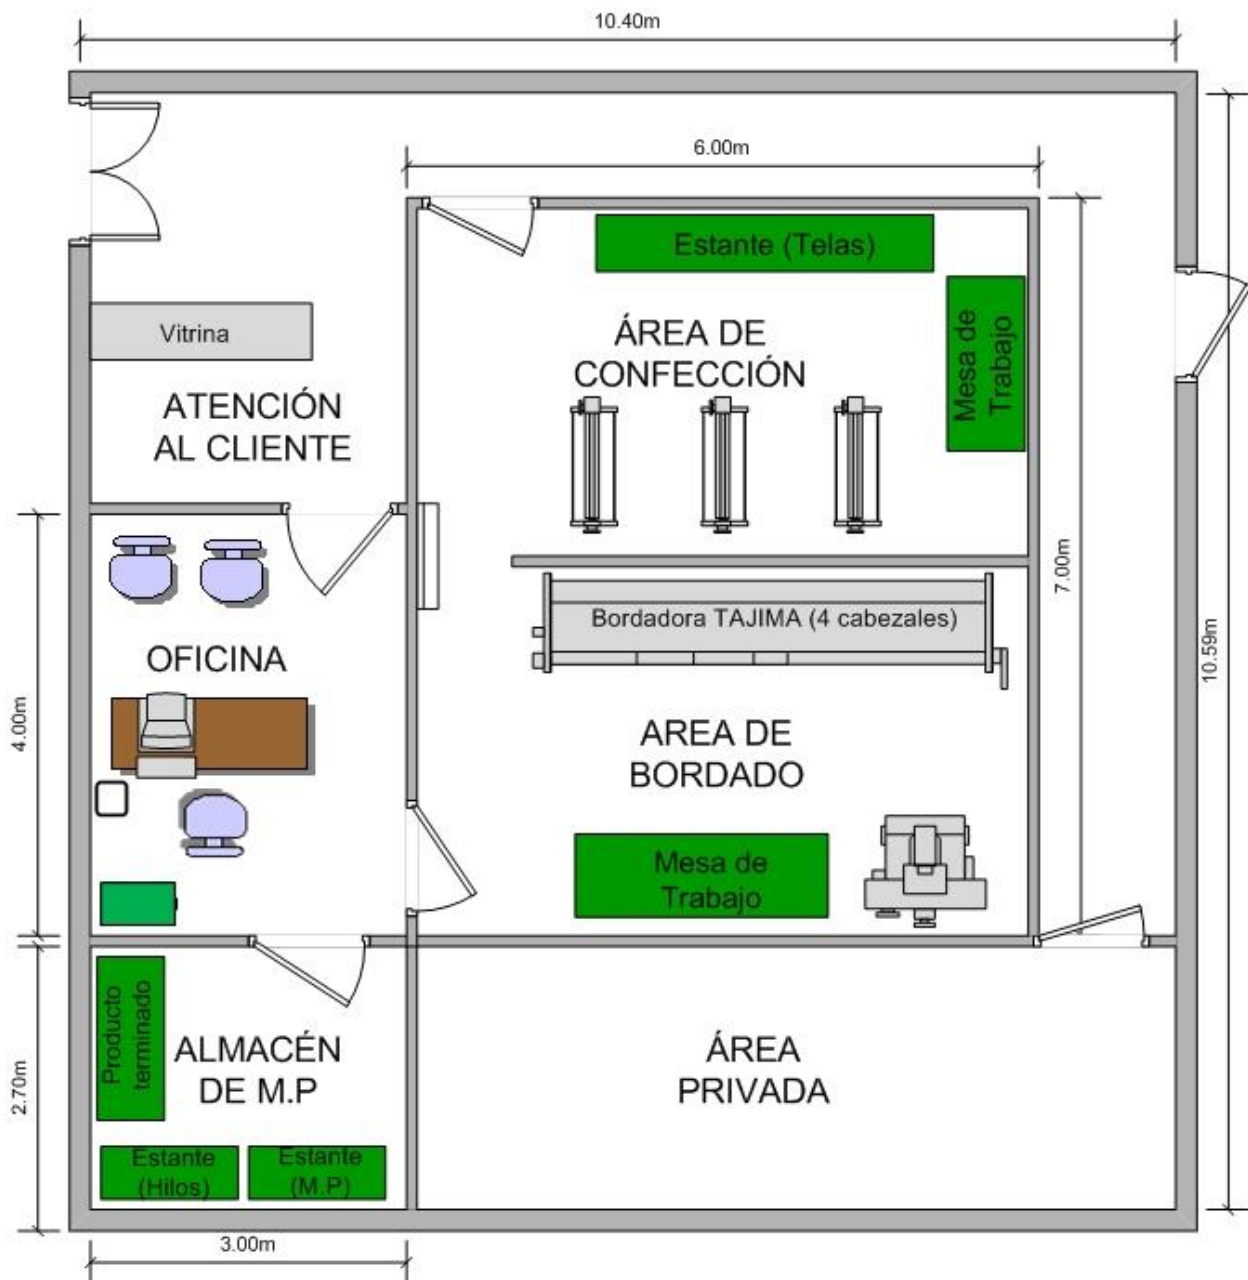 10.40m
6.00m
Estante (Telas)
Vitrina
ÁREA DE
CONFECCIÓN
Mesa de
Trabajo
ATENCIÓN
AL CLIENTE
7.00m
10.59m
Bordadora TAJIMA (4 cabezales)
OFICINA
4.00m
AREA DE
BORDADO
Mesa de
Trabajo
Producto
terminado
ALMACÉN
DE M.P
ÁREA
PRIVADA
2.70m
Estante
(Hilos)
Estante
(M.P)
3.00m